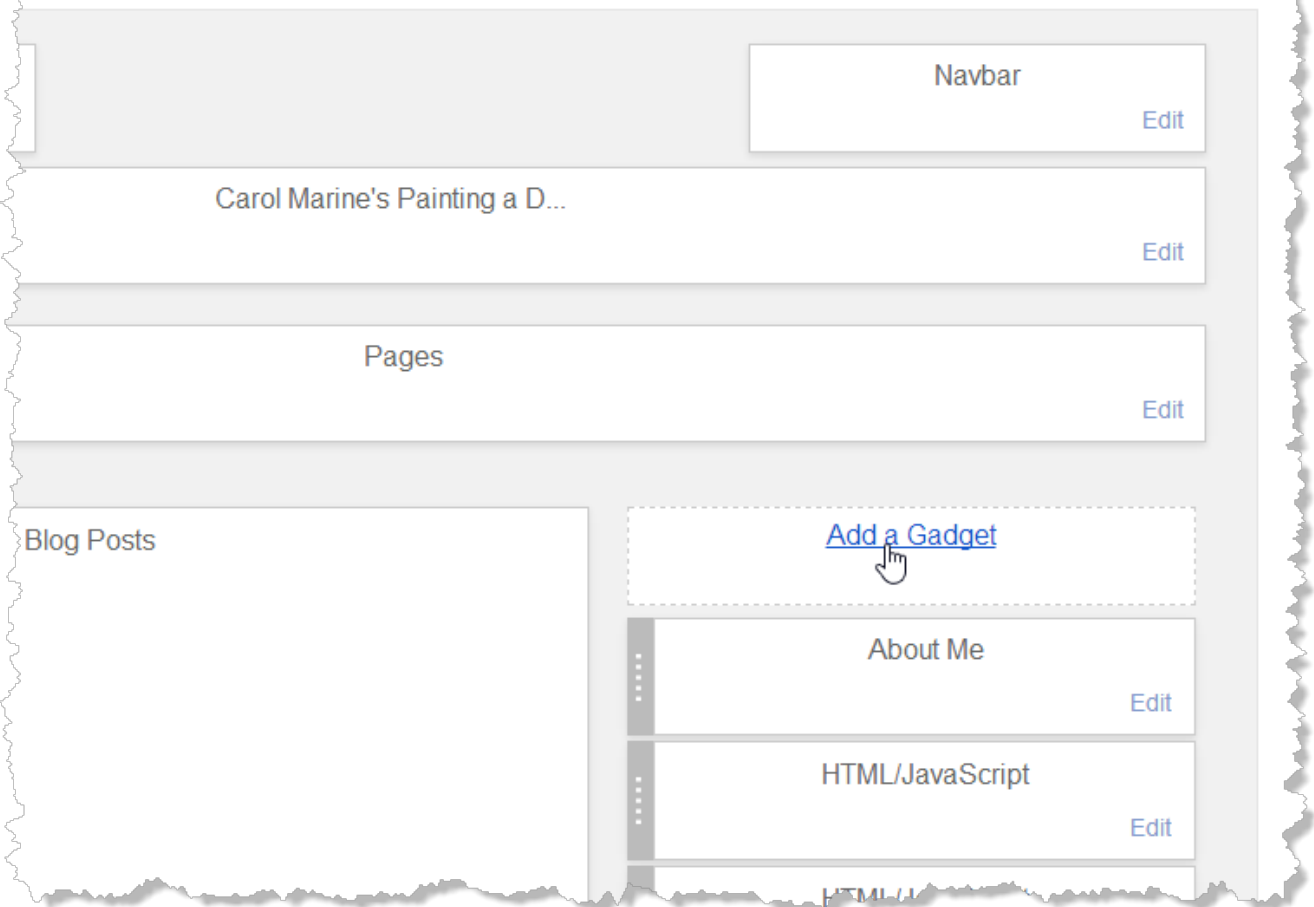 Navbar
Edit
Carol Marine's Painting a D...
Edit
Pages
Edit
Blog Posts
Add a Gadget
About Me
Edit
HTML/JavaScript
Edit